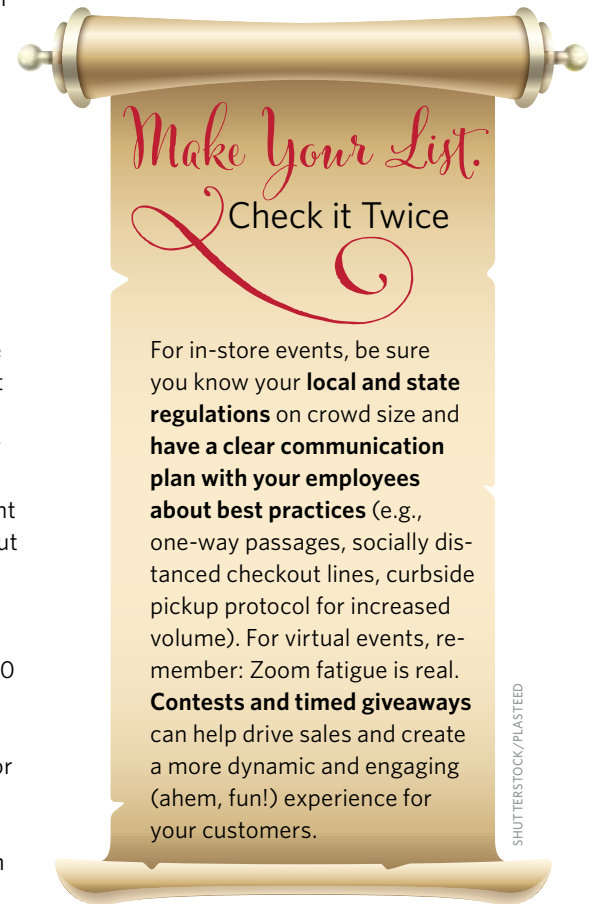 Make Your List.
Check it Twice
For in-store events, be sure
you know your local and state
regulations on crowd size and
have a clear communication
plan with your employees
about best practices (e.g.,
one-way passages, socially dis-
tanced checkout lines, curbside
pickup protocol for increased
volume). For virtual events, re-
member: Zoom fatigue is real.
Contests and timed giveaways
can help drive sales and create
a more dynamic and engaging
(ahem, fun!) experience for
your customers.
SHUTTERSTOCK/PLASTEED